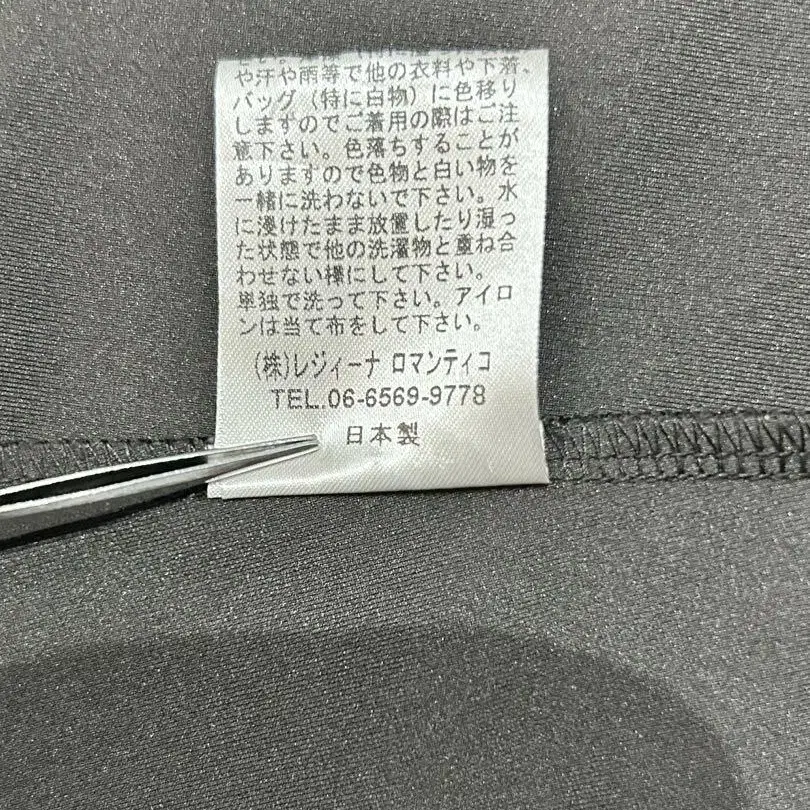 や汗や雨等で他の衣料や下着、
バッグ（特に白物）に色移り
しますのでご着用の際はご注
意下さい。色落ちすることが
ありますので色物と白い物を
一緒に洗わないで下さい。水
に浸けたまま放置したり湿っ
た状態で他の洗濯物と重ね合
わせない様にして下さい。
単独で洗って下さい。アイロ
ンは当て布をして下さい。
(株)レジィーナ ロマンティコ
TEL.06-6569-9778
日本製